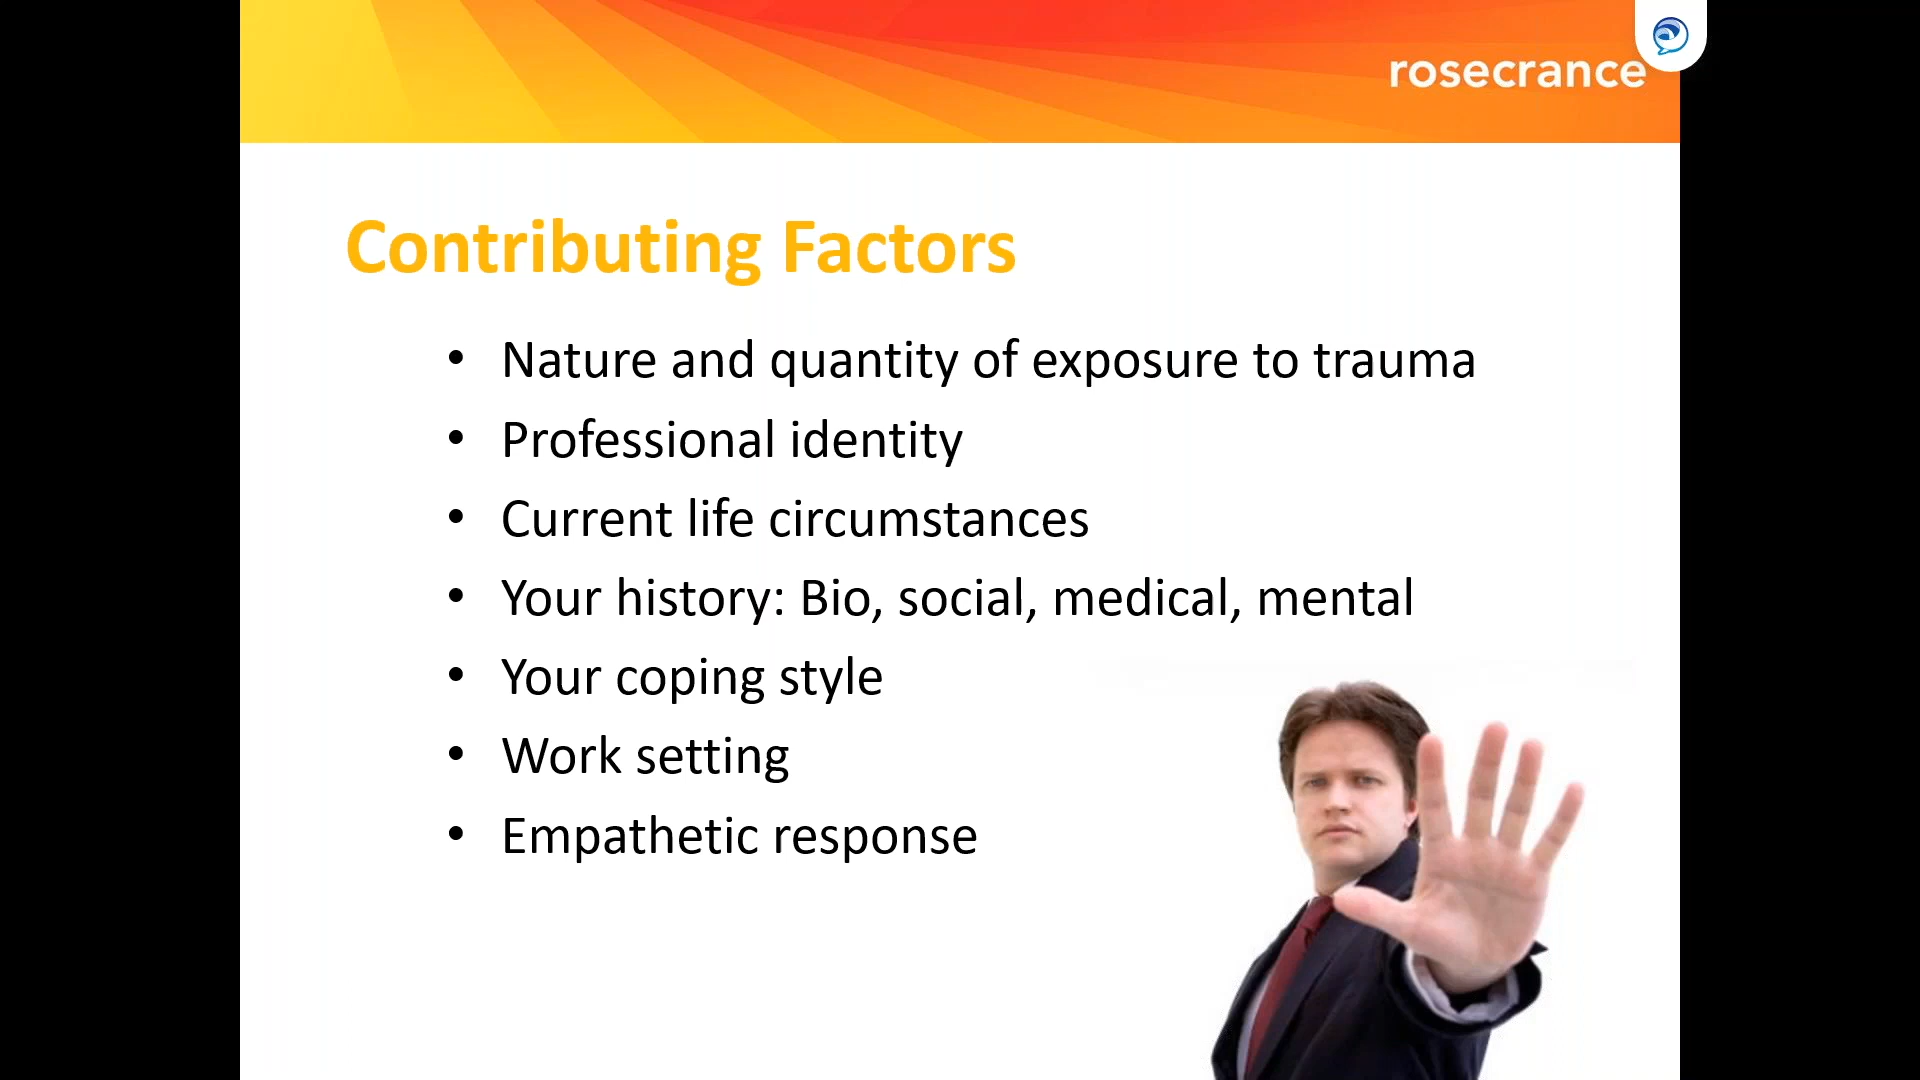 rosecrance
Contributing Factors
• Nature and quantity of exposure to trauma
• Professional identity
• Current life circumstances
• Your history: Bio, social, medical, mental
• Your coping style
• Work setting
• Empathetic response